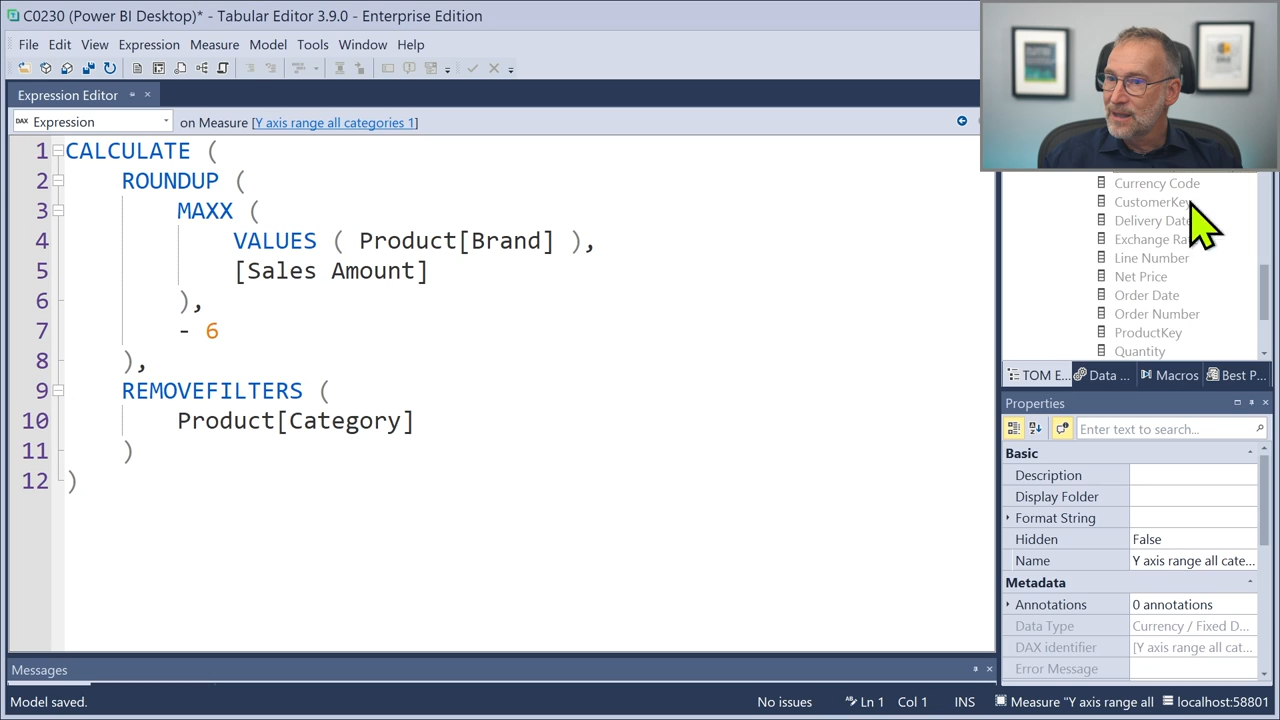 C0230 (Power BI Desktop)* - Tabular Editor 3.9.0 - Enterprise Edition
File Edit View Expression Measure Model Tools Window Help
Expression Editor
DAX Expression on Measure [Y axis range all categories 1]
1 CALCULATE (
2 ROUNDUP (
3 MAXX (
4 VALUES ( Product[Brand] ),
5 [Sales Amount]
6 ),
7 - 6
8 ),
9 REMOVEFILTERS (
10 Product[Category]
11 )
12 )
Currency Code
CustomerKey
Delivery Date
Exchange Ra
Line Number
Net Price
Order Date
Order Number
ProductKey
Quantity
TOM E... Data ... Macros Best P...
Properties
Enter text to search...
Basic
Description
Display Folder
Format String
Hidden False
Name Y axis range all cate...
Metadata
Annotations 0 annotations
Data Type Currency / Fixed D...
DAX identifier [Y axis range all cat...
Error Message
Messages
Model saved. No issues Ln 1 Col 1 INS Measure "Y axis range all localhost:58801